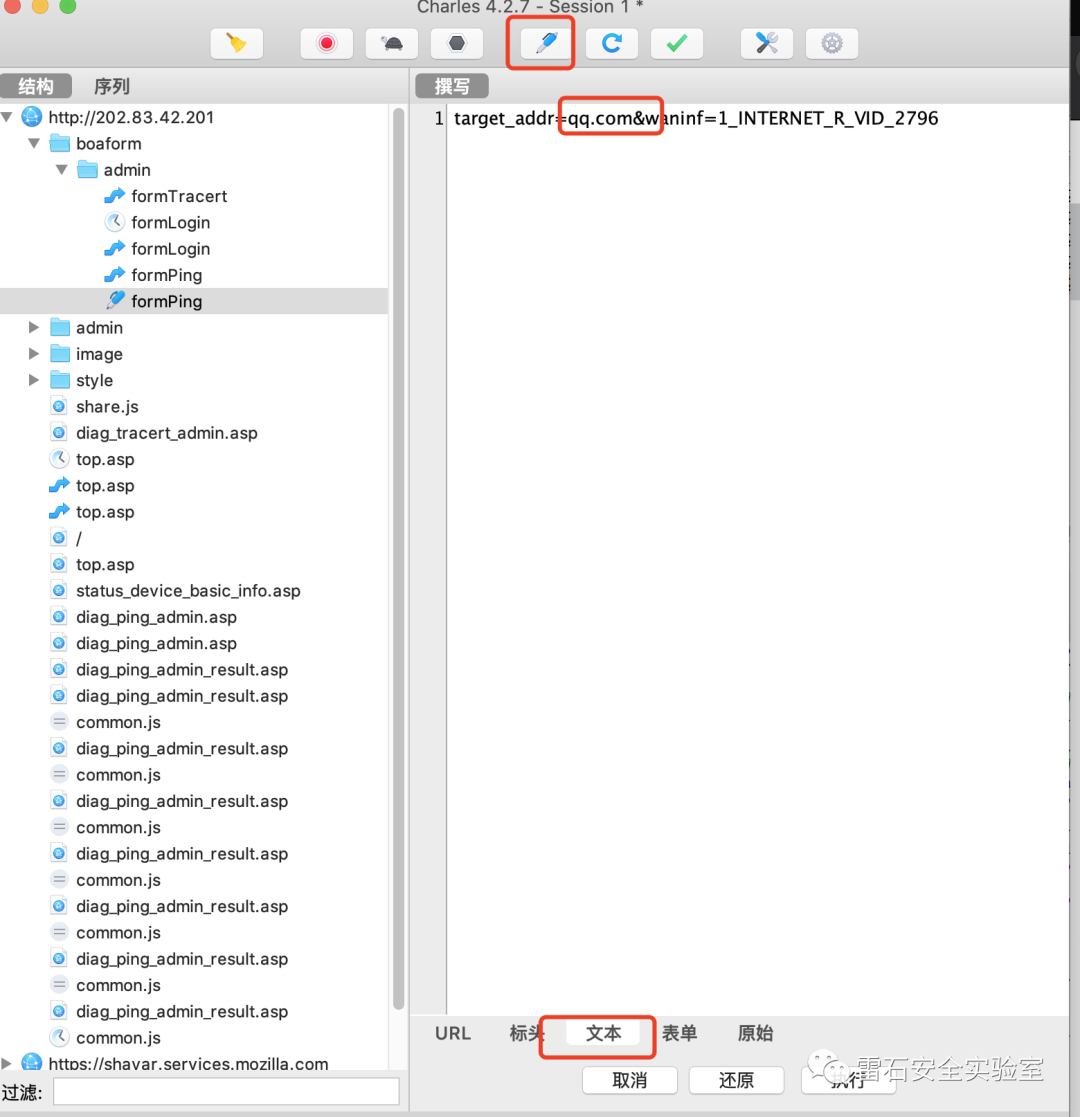 Charles 4.2.7 - Session 1 *
结构 序列
撰写
http://202.83.42.201
boaform
admin
formTracert
formLogin
formLogin
formPing
formPing
admin
image
style
share.js
diag_tracert_admin.asp
top.asp
top.asp
top.asp
/
top.asp
status_device_basic_info.asp
diag_ping_admin.asp
diag_ping_admin.asp
diag_ping_admin_result.asp
diag_ping_admin_result.asp
common.js
diag_ping_admin_result.asp
common.js
diag_ping_admin_result.asp
common.js
diag_ping_admin_result.asp
common.js
diag_ping_admin_result.asp
common.js
diag_ping_admin_result.asp
common.js
diag_ping_admin_result.asp
common.js
https://shavar.services.mozilla.com
过滤:
1 target_addr=qq.com&waninf=1_INTERNET_R_VID_2796
URL 标头 文本 表单 原始
取消 还原 执行
雷石安全实验室